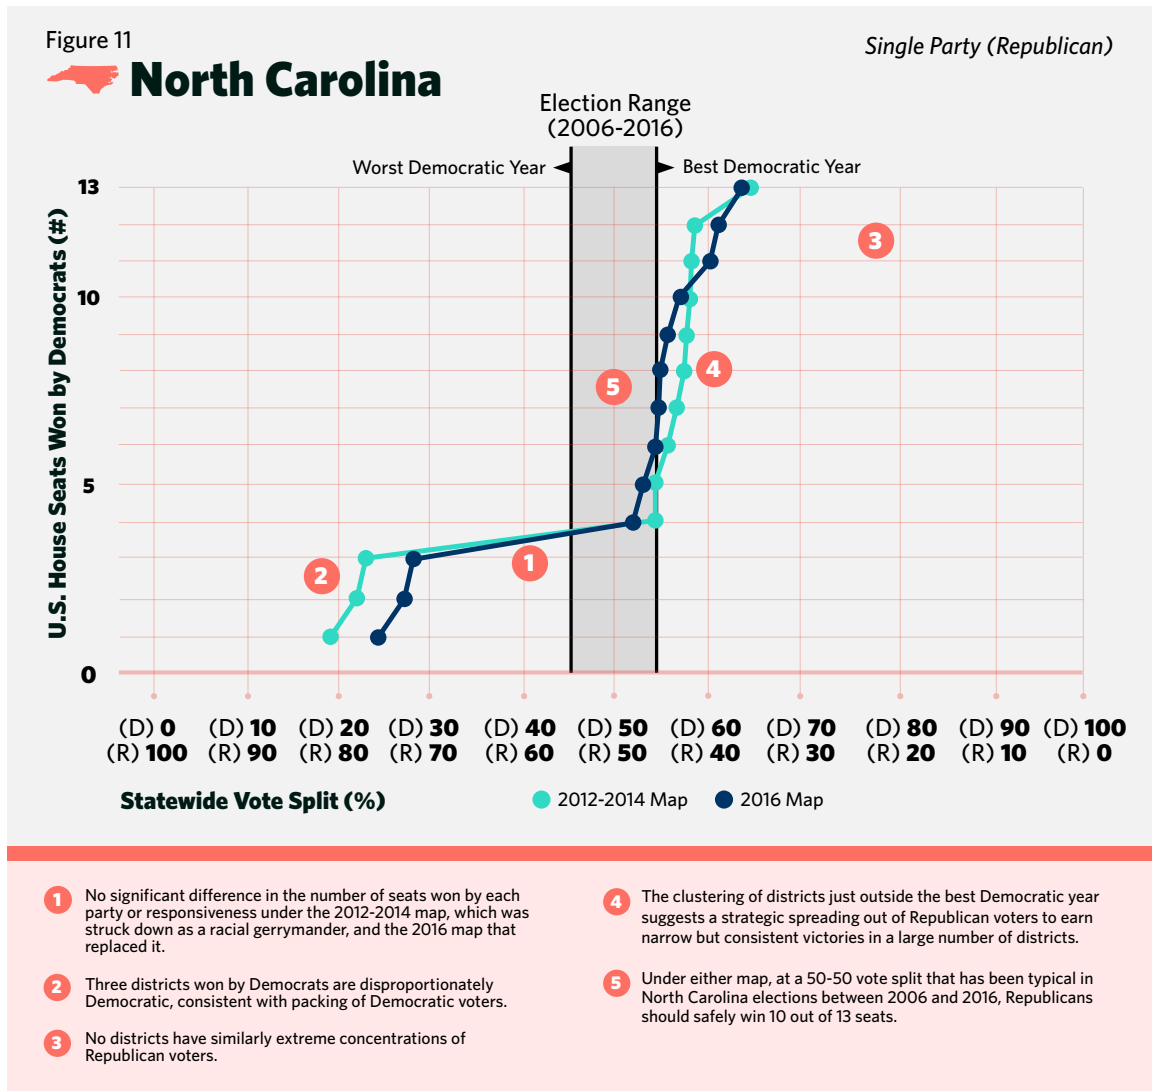 Figure 11
Single Party (Republican)
North Carolina
Election Range
(2006-2016)
Worst Democratic Year
Best Democratic Year
U.S. House Seats Won by Democrats (#)
13
10
5
0
3
4
5
1
2
(D) 0
(R) 100
(D) 10
(R) 90
(D) 20
(R) 80
(D) 30
(R) 70
(D) 40
(R) 60
(D) 50
(R) 50
(D) 60
(R) 40
(D) 70
(R) 30
(D) 80
(R) 20
(D) 90
(R) 10
(D) 100
(R) 0
Statewide Vote Split (%)
2012-2014 Map
2016 Map
1
No significant difference in the number of seats won by each
party or responsiveness under the 2012-2014 map, which was
struck down as a racial gerrymander, and the 2016 map that
replaced it.
2
Three districts won by Democrats are disproportionately
Democratic, consistent with packing of Democratic voters.
3
No districts have similarly extreme concentrations of
Republican voters.
4
The clustering of districts just outside the best Democratic year
suggests a strategic spreading out of Republican voters to earn
narrow but consistent victories in a large number of districts.
5
Under either map, at a 50-50 vote split that has been typical in
North Carolina elections between 2006 and 2016, Republicans
should safely win 10 out of 13 seats.